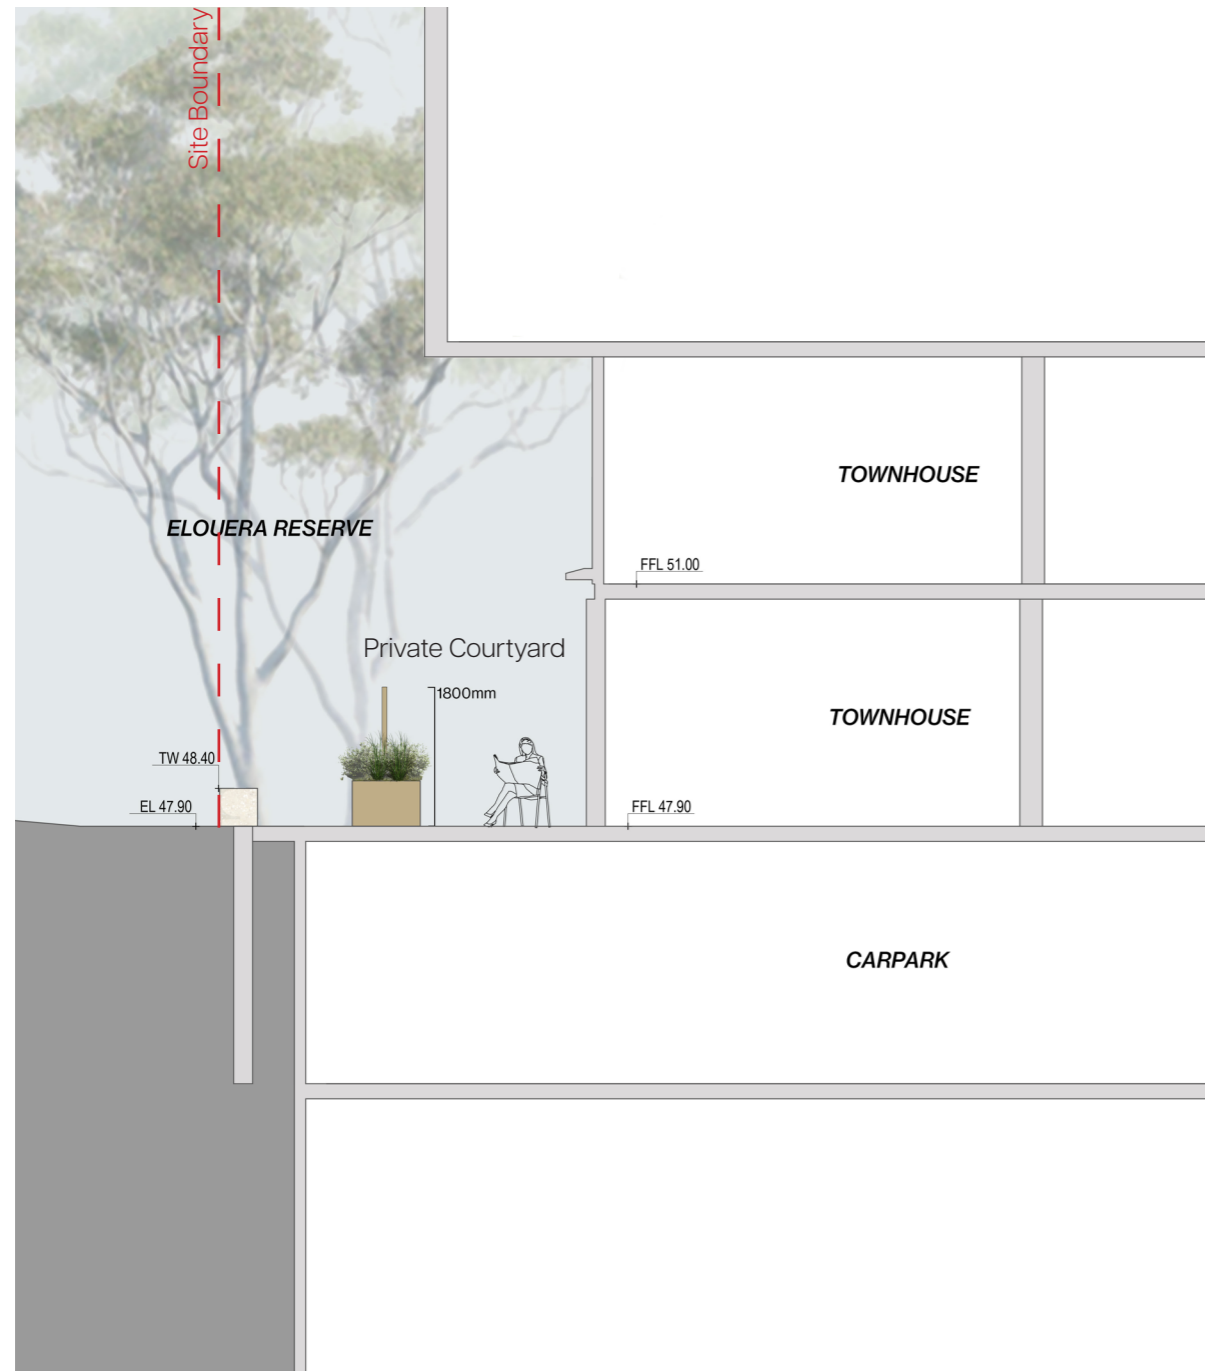 Site Boundary
TOWNHOUSE
ELOUERA RESERVE
FFL 51.00
Private Courtyard
1800mm
TOWNHOUSE
TW 48.40
EL 47.90
FFL 47.90
CARPARK